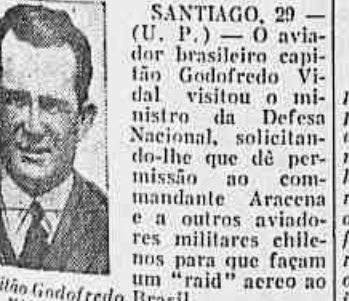 SANTIAGO, 29 —
(U. P.) — O avia-
dor brasileiro capi-
tão Godofredo Vi-
dal visitou o mi-
nistro da Defesa
Nacional, solicitan-
do-lhe que dê per-
missão ao com-
mandante Aracena
e a outros aviado-
res militares chile-
nos para que façam
um "raid" aereo ao
Brasil
Godofredo